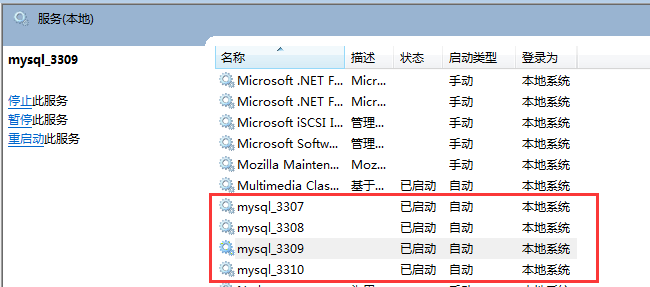 服务(本地)
mysql_3309
停止此服务
暂停此服务
重启动此服务
名称 描述 状态 启动类型 登录为
Microsoft .NET F... Micr... 手动 本地系统
Microsoft .NET F... Micr... 手动 本地系统
Microsoft iSCSI I... 管理... 手动 本地系统
Microsoft Softw... 管理... 手动 本地系统
Mozilla Mainten... Moz... 手动 本地系统
Multimedia Clas... 基于... 已启动 自动 本地系统
mysql_3307 已启动 自动 本地系统
mysql_3308 已启动 自动 本地系统
mysql_3309 已启动 自动 本地系统
mysql_3310 已启动 自动 本地系统